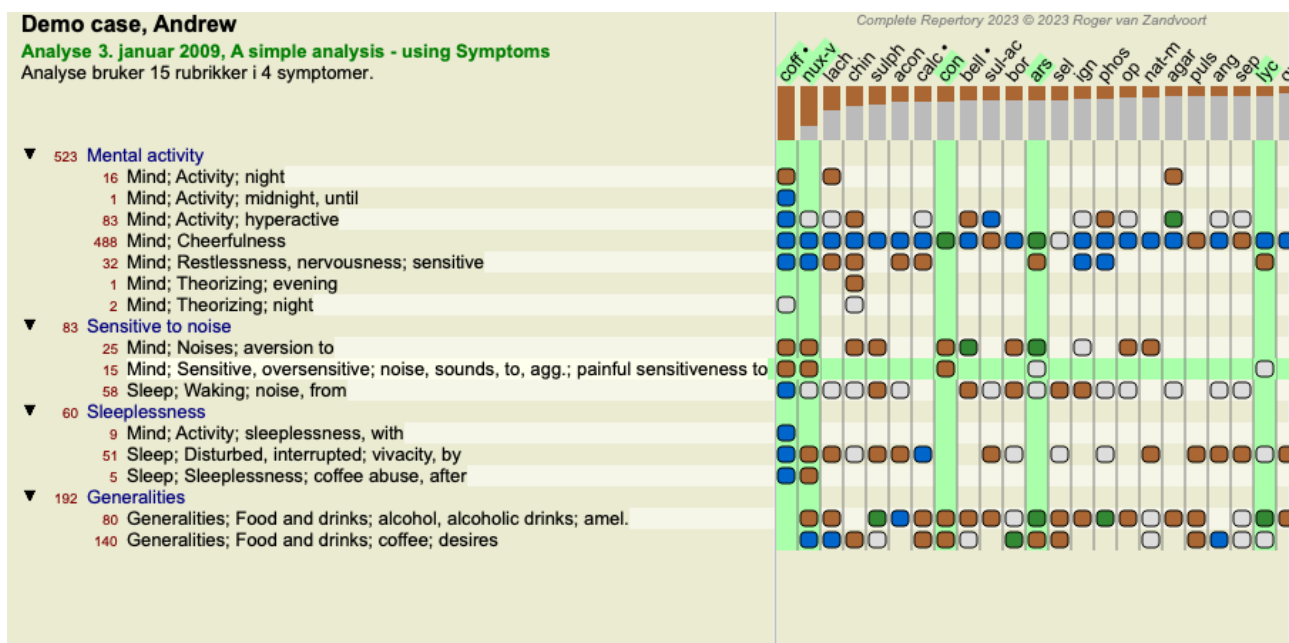 Demo case, Andrew
Complete Repertory 2023 © 2023 Roger van Zandvoort
Analyse 3. januar 2009, A simple analysis - using Symptoms
Analyse bruker 15 rubrikker i 4 symptomer.
coff • nux-v lach chin sulph acon calc • con bell • sul-ac bor ars sel ign phos op nat-m agar puls ang sep lyc
523 Mental activity
16 Mind; Activity; night
1 Mind; Activity; midnight, until
83 Mind; Activity; hyperactive
488 Mind; Cheerfulness
32 Mind; Restlessness, nervousness; sensitive
1 Mind; Theorizing; evening
2 Mind; Theorizing; night
83 Sensitive to noise
25 Mind; Noises; aversion to
15 Mind; Sensitive, oversensitive; noise, sounds, to, agg.; painful sensitiveness to
58 Sleep; Waking; noise, from
60 Sleeplessness
9 Mind; Activity; sleeplessness, with
51 Sleep; Disturbed, interrupted; vivacity, by
5 Sleep; Sleeplessness; coffee abuse, after
192 Generalities
80 Generalities; Food and drinks; alcohol, alcoholic drinks; amel.
140 Generalities; Food and drinks; coffee; desires